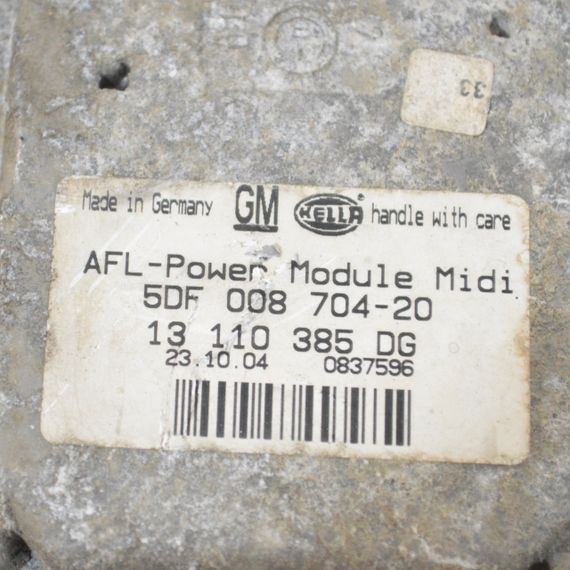 33
Made in Germany GM HELLA ® handle with care
AFL-Power Module Midi
5DF 008 704-20
13 110 385 DG
23.10.04 0837596